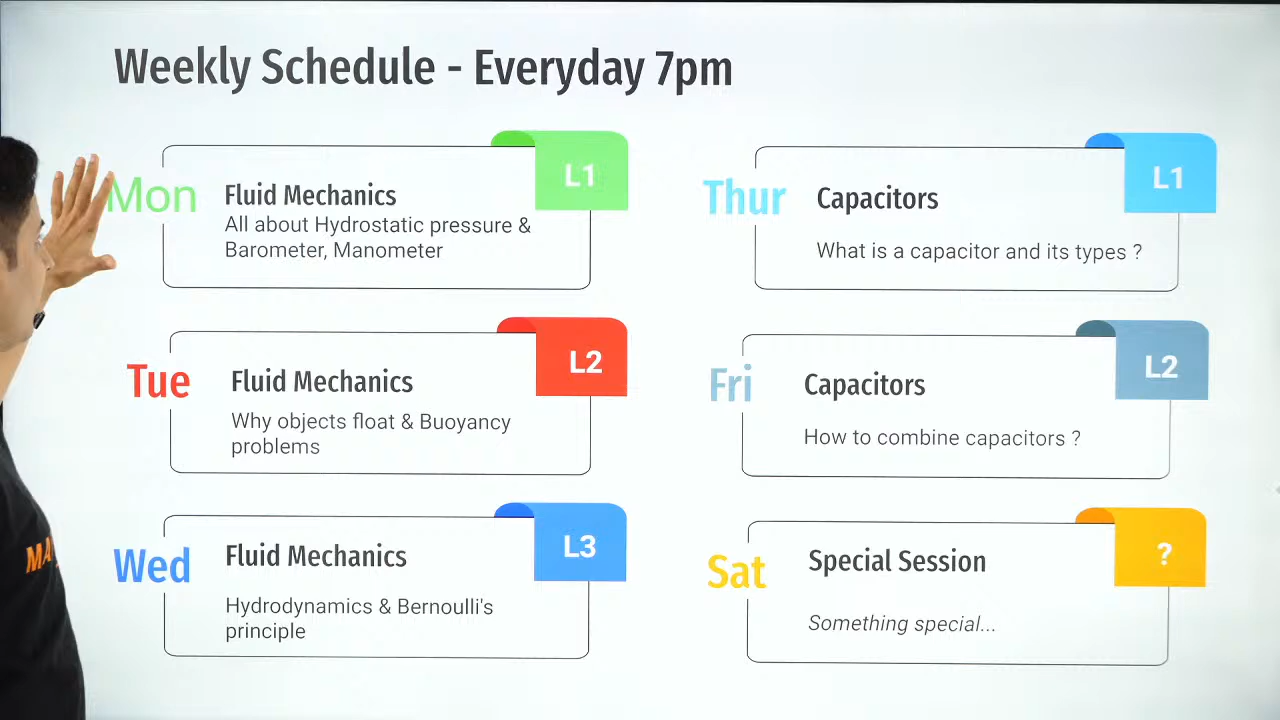 Weekly Schedule - Everyday 7pm
Mon
L1
Fluid Mechanics
All about Hydrostatic pressure &
Barometer, Manometer
Tue
L2
Fluid Mechanics
Why objects float & Buoyancy
problems
Wed
L3
Fluid Mechanics
Hydrodynamics & Bernoulli's
principle
Thur
L1
Capacitors
What is a capacitor and its types ?
Fri
L2
Capacitors
How to combine capacitors ?
Sat
?
Special Session
Something special...